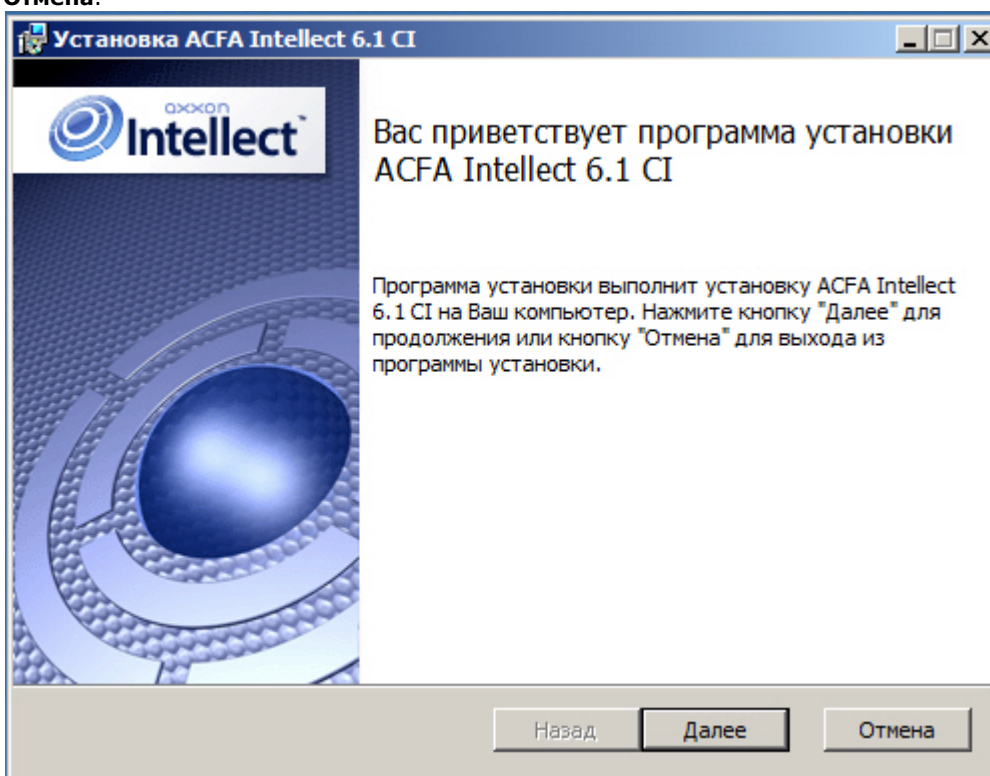 Отмена.
Установка ACFA Intellect 6.1 CI
axxon
Intellect™
Вас приветствует программа установки
ACFA Intellect 6.1 CI
Программа установки выполнит установку ACFA Intellect
6.1 CI на Ваш компьютер. Нажмите кнопку "Далее" для
продолжения или кнопку "Отмена" для выхода из
программы установки.
Назад
Далее
Отмена